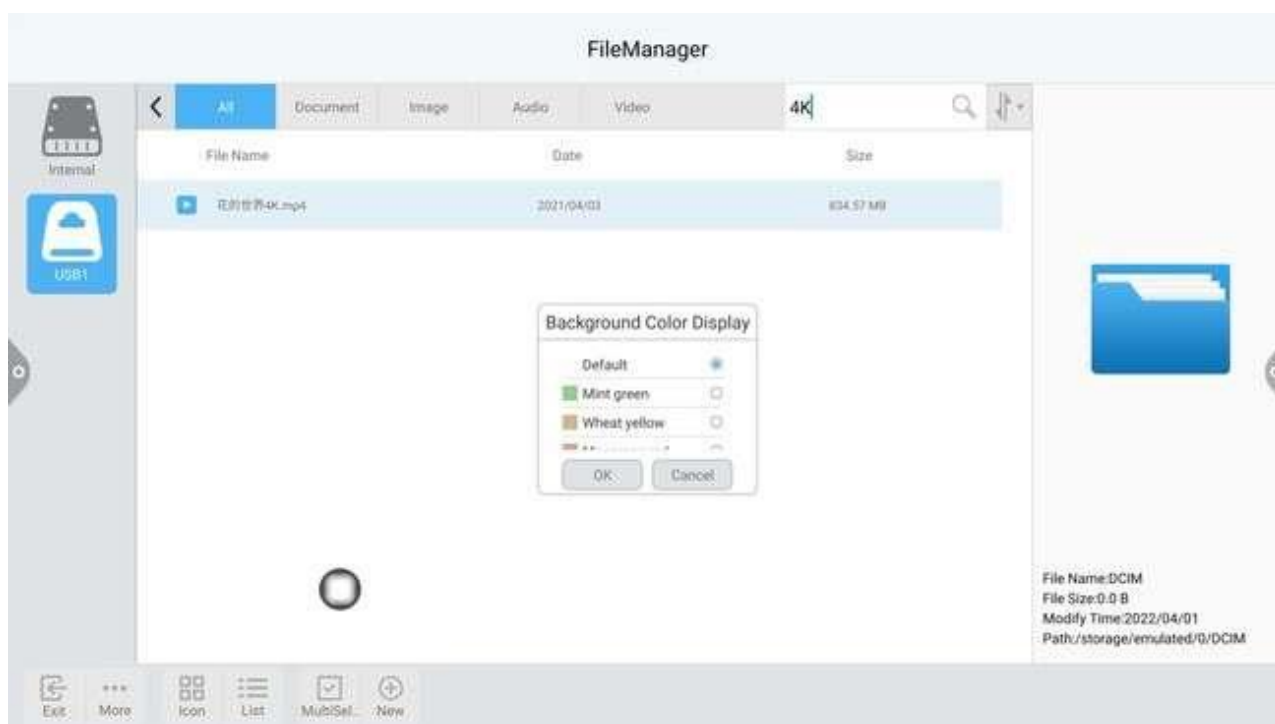 FileManager
Internal
USB1
All
Document
Image
Audio
Video
4K
File Name
Date
Size
花的世界4K.mp4
2021/04/03
834.57 MB
Background Color Display
Default
Mint green
Wheat yellow
OK
Cancel
File Name:DCIM
File Size:0.0 B
Modify Time:2022/04/01
Path:/storage/emulated/0/DCIM
Exit
More
Icon
List
MultiSel...
New